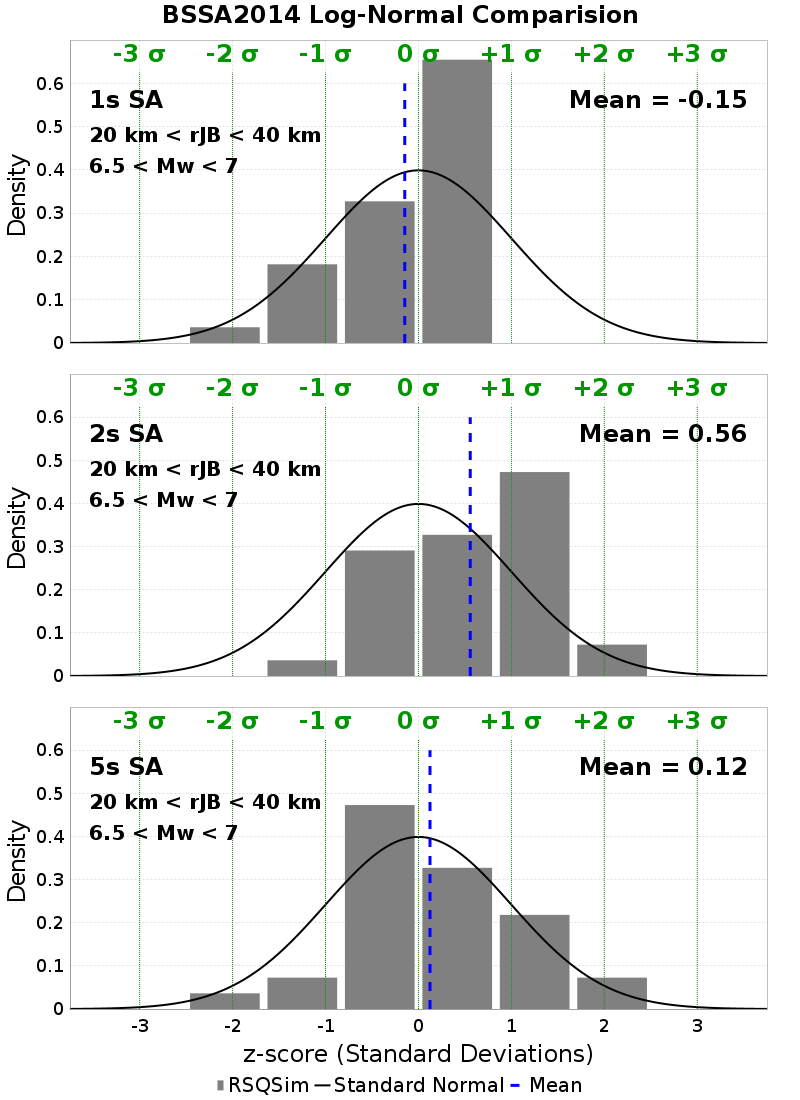 BSSA2014 Log-Normal Comparision
-3 σ -2 σ -1 σ 0 σ +1 σ +2 σ +3 σ
1s SA
Mean = -0.15
20 km < rJB < 40 km
6.5 < Mw < 7
0.6
0.5
0.4
0.3
0.2
0.1
0
Density
-3 σ -2 σ -1 σ 0 σ +1 σ +2 σ +3 σ
2s SA
Mean = 0.56
20 km < rJB < 40 km
6.5 < Mw < 7
0.6
0.5
0.4
0.3
0.2
0.1
0
Density
-3 σ -2 σ -1 σ 0 σ +1 σ +2 σ +3 σ
5s SA
Mean = 0.12
20 km < rJB < 40 km
6.5 < Mw < 7
0.6
0.5
0.4
0.3
0.2
0.1
0
Density
-3 -2 -1 0 1 2 3
z-score (Standard Deviations)
RSQSim Standard Normal Mean